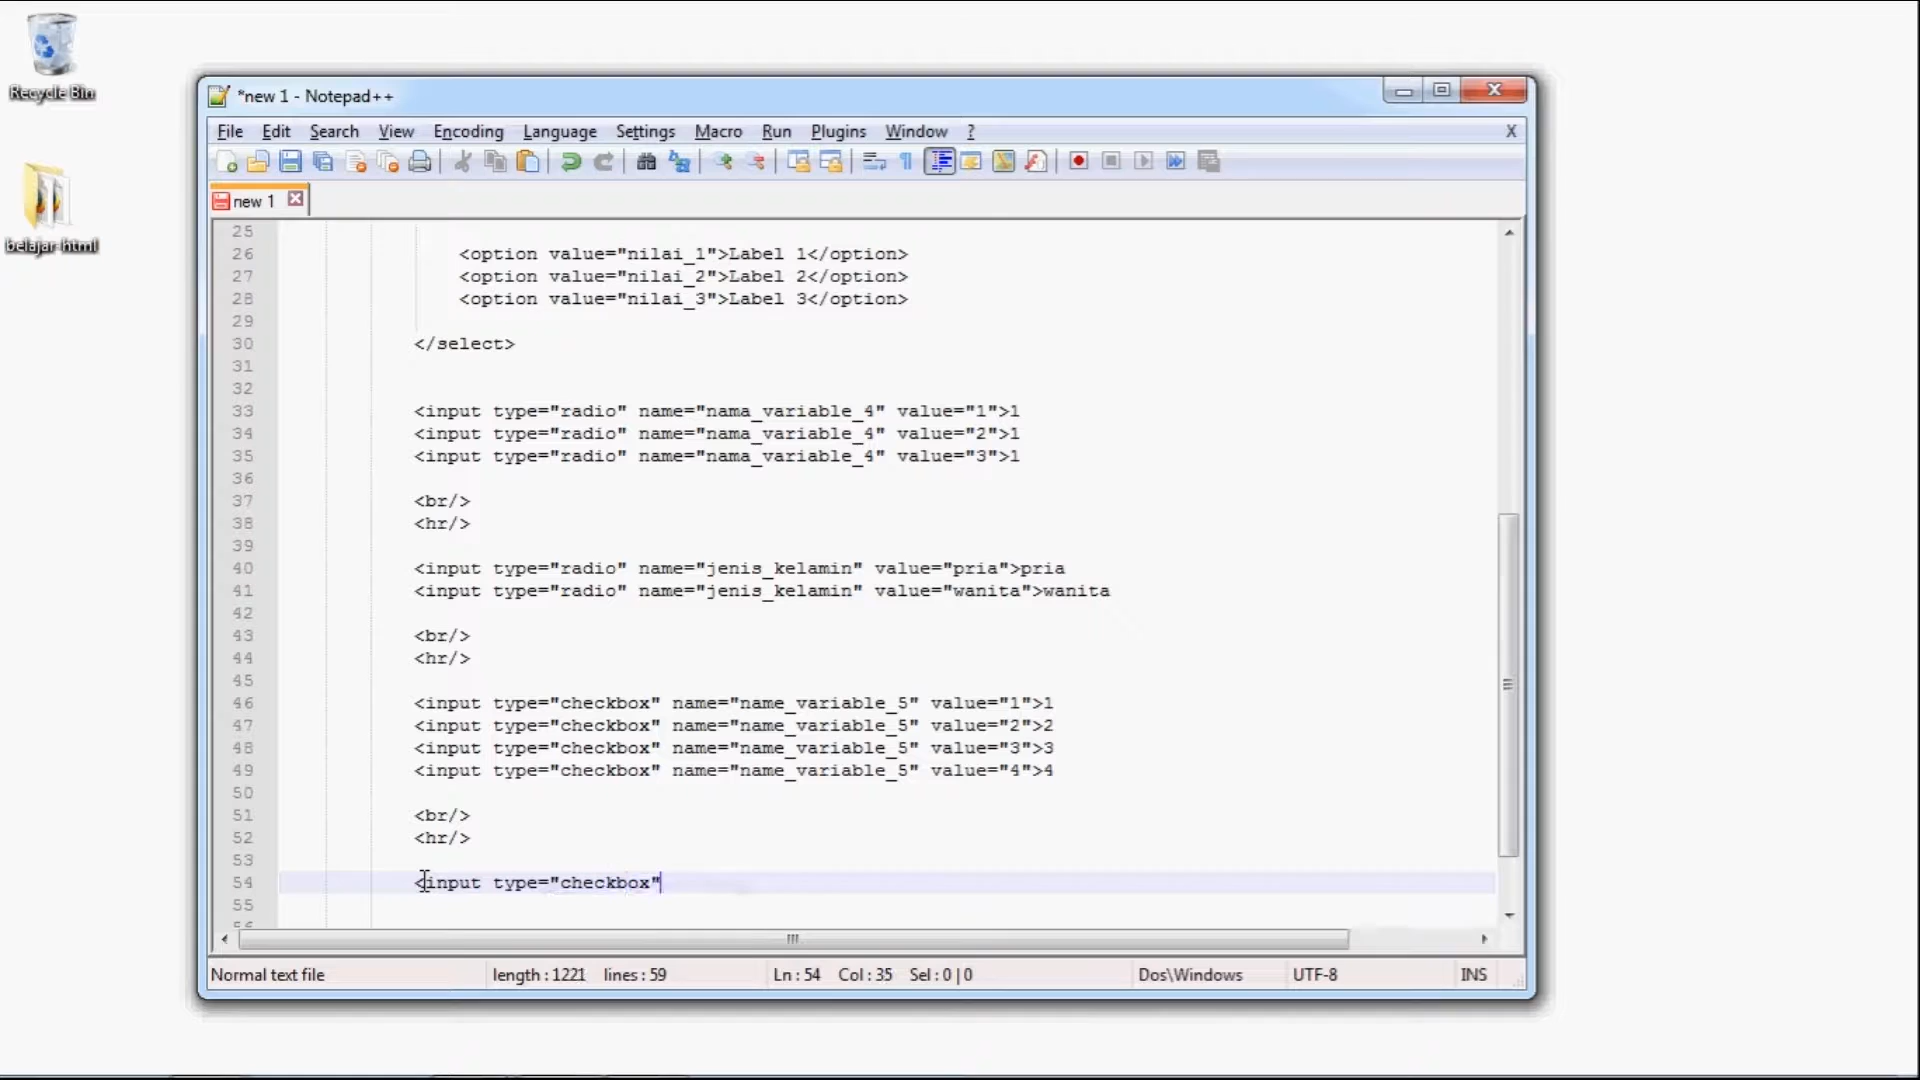 Recycle Bin
belajar-html
*new 1 - Notepad++
File Edit Search View Encoding Language Settings Macro Run Plugins Window ? X
new 1
25
26 <option value="nilai_1">Label 1</option>
27 <option value="nilai_2">Label 2</option>
28 <option value="nilai_3">Label 3</option>
29
30 </select>
31
32
33 <input type="radio" name="nama_variable_4" value="1">1
34 <input type="radio" name="nama_variable_4" value="2">1
35 <input type="radio" name="nama_variable_4" value="3">1
36
37 <br/>
38 <hr/>
39
40 <input type="radio" name="jenis_kelamin" value="pria">pria
41 <input type="radio" name="jenis_kelamin" value="wanita">wanita
42
43 <br/>
44 <hr/>
45
46 <input type="checkbox" name="name_variable_5" value="1">1
47 <input type="checkbox" name="name_variable_5" value="2">2
48 <input type="checkbox" name="name_variable_5" value="3">3
49 <input type="checkbox" name="name_variable_5" value="4">4
50
51 <br/>
52 <hr/>
53
54 <input type="checkbox"
55
Normal text file length : 1221 lines : 59 Ln : 54 Col : 35 Sel : 0 | 0 Dos\Windows UTF-8 INS